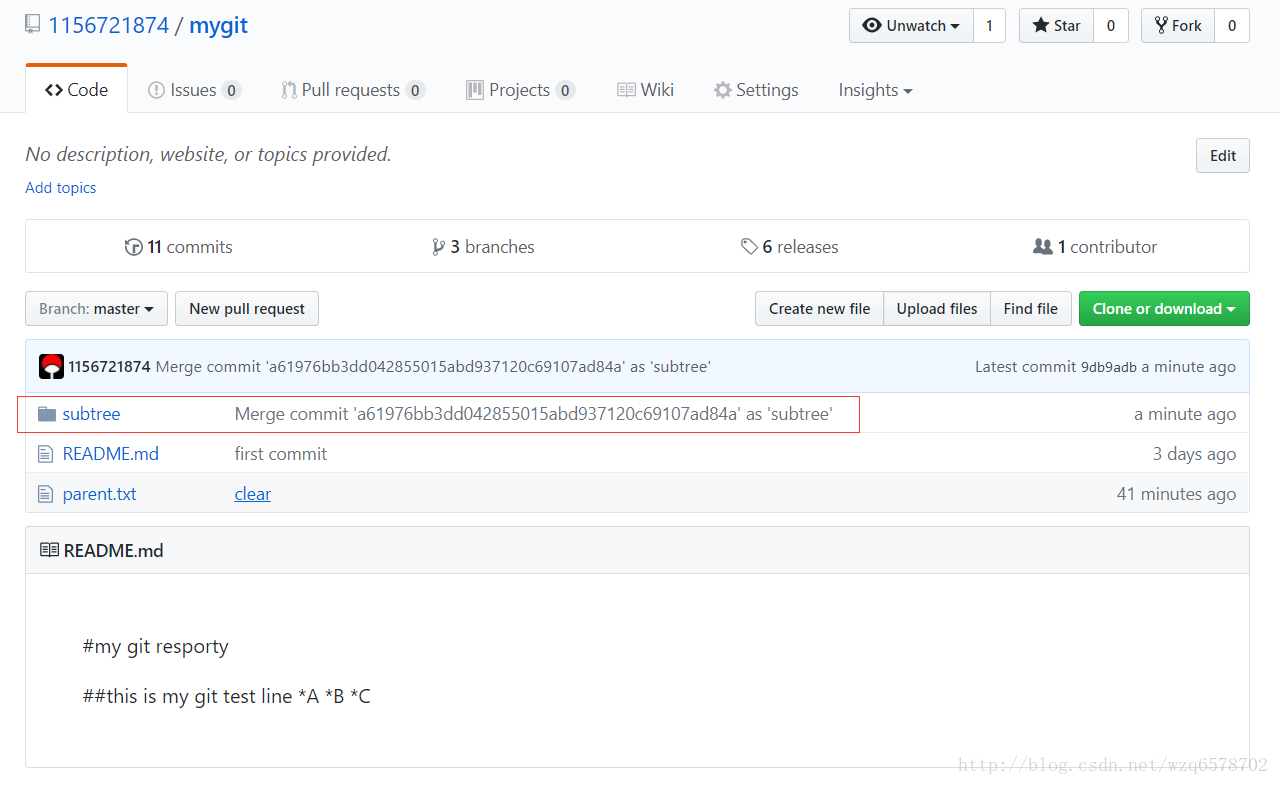 1156721874 / mygit Unwatch 1 Star 0 Fork 0
Code Issues 0 Pull requests 0 Projects 0 Wiki Settings Insights
No description, website, or topics provided. Edit
Add topics
11 commits 3 branches 6 releases 1 contributor
Branch: master New pull request Create new file Upload files Find file Clone or download
1156721874 Merge commit 'a61976bb3dd042855015abd937120c69107ad84a' as 'subtree' Latest commit 9db9adb a minute ago
subtree Merge commit 'a61976bb3dd042855015abd937120c69107ad84a' as 'subtree' a minute ago
README.md first commit 3 days ago
parent.txt clear 41 minutes ago
README.md
#my git resporty
##this is my git test line *A *B *C
http://blog.csdn.net/wzq6578702